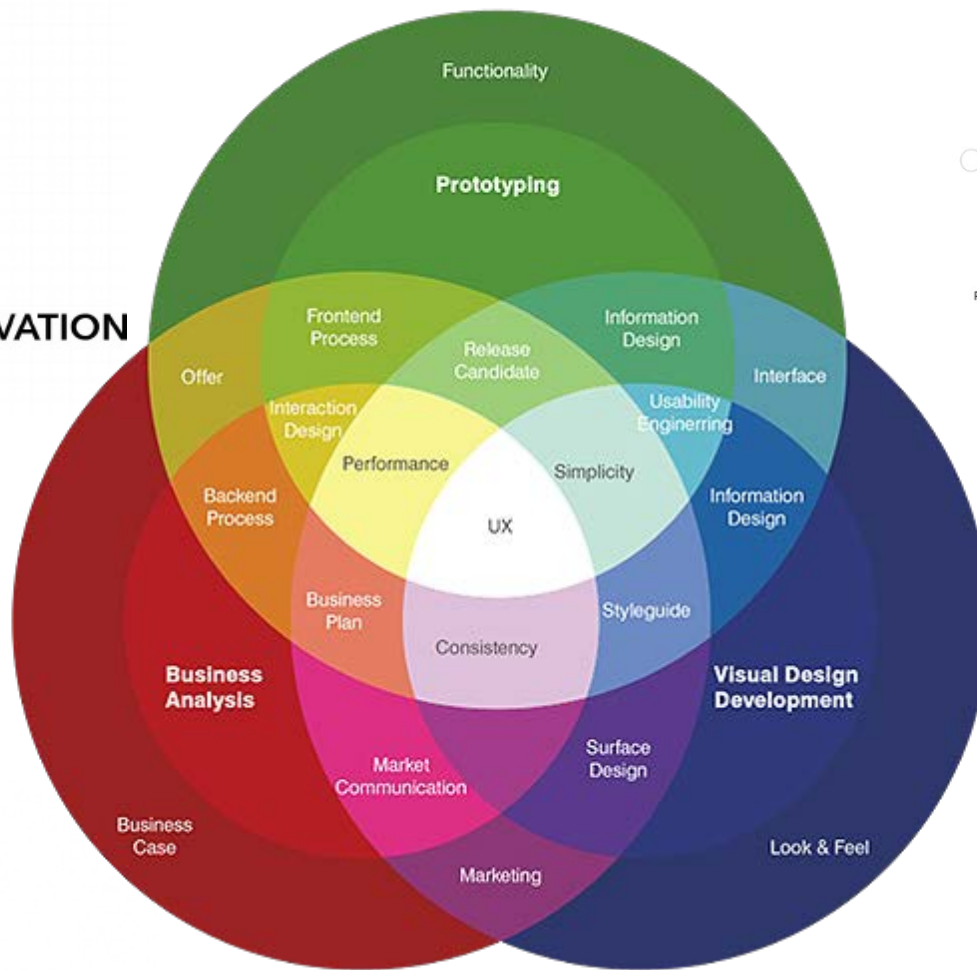 Functionality
Prototyping
VATION
Frontend
Process
Information
Design
Release
Candidate
Offer
Interface
Interaction
Design
Usability
Enginerring
Performance
Simplicity
Backend
Process
Information
Design
UX
Business
Plan
Styleguide
Consistency
Business
Analysis
Visual Design
Development
Surface
Design
Market
Communication
Business
Case
Look & Feel
Marketing